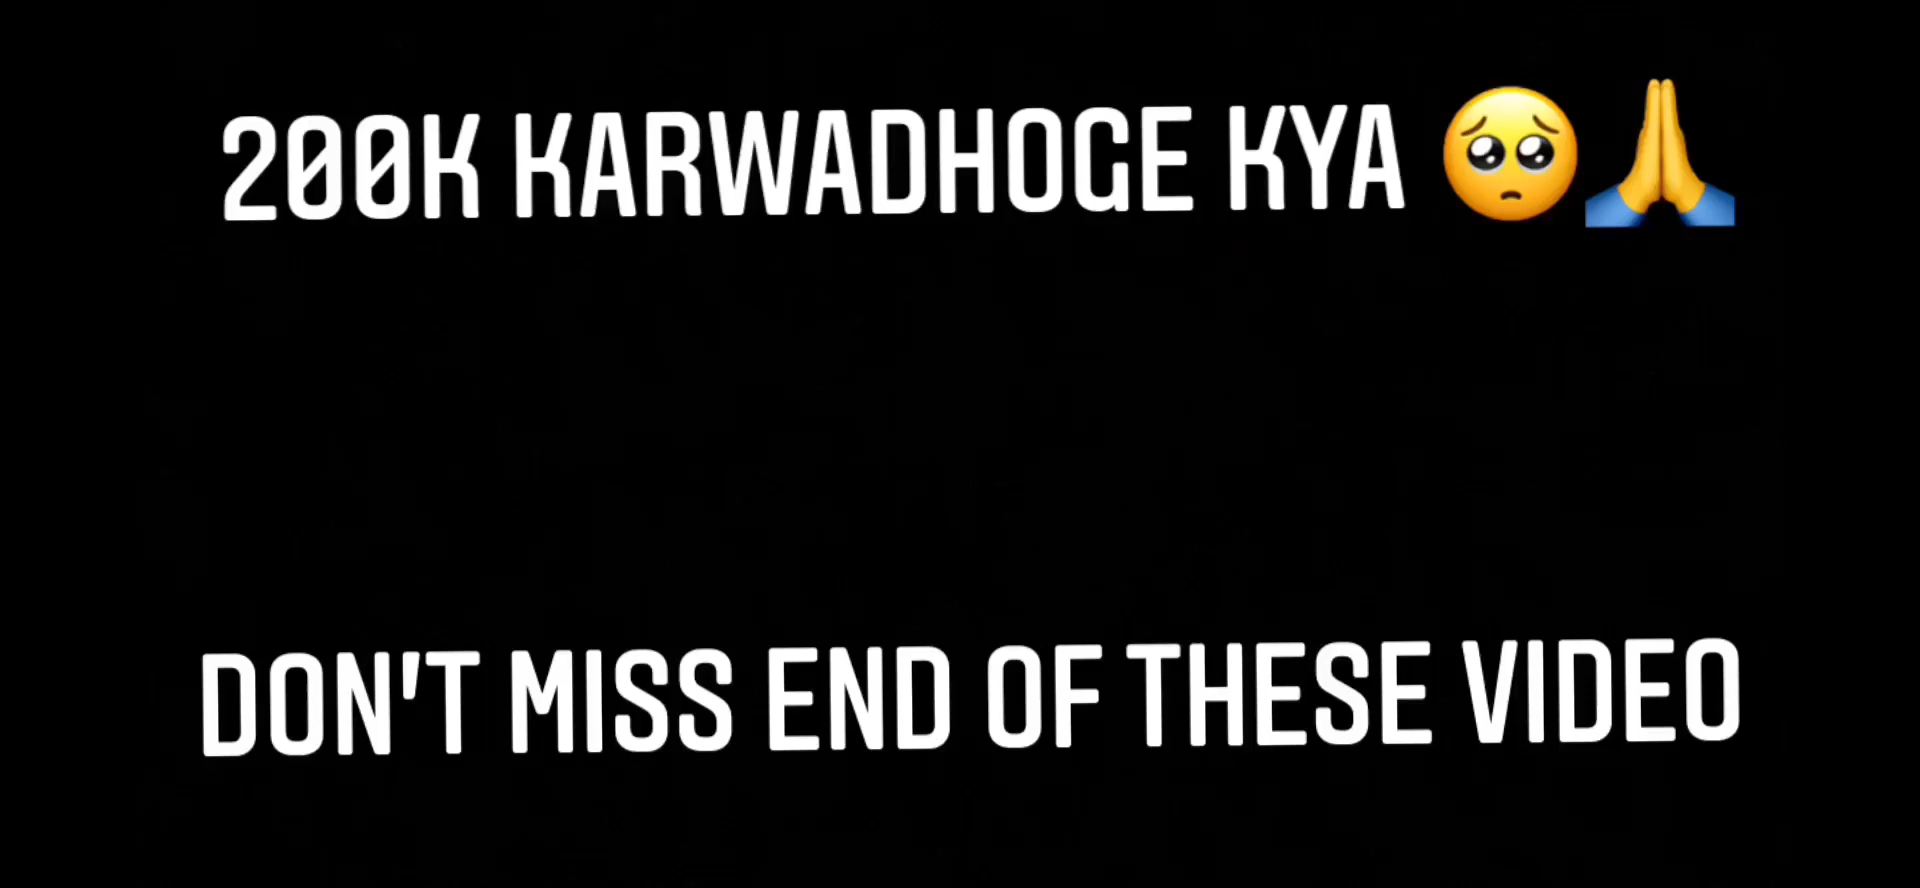 200K KARWADHOGE KYA 🥺🙏
DON'T MISS END OF THESE VIDEO